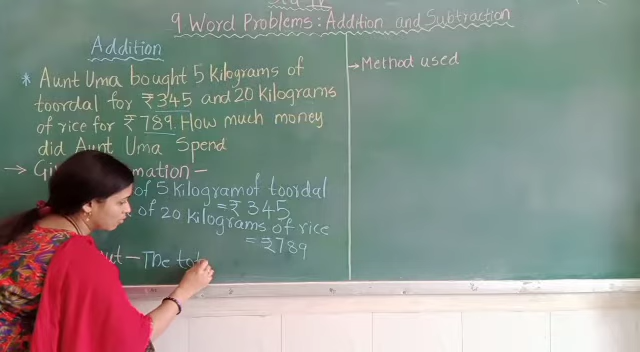 9 Word Problems: Addition and Subtraction
Addition
* Aunt Uma bought 5 kilograms of
toordal for ₹345 and 20 kilograms
of rice for ₹789. How much money
did Aunt Uma Spend
→ Gi mation –
of 5 kilogram of toordal
= ₹345
of 20 kilograms of rice
= ₹789
ut – The tot
→ Method used